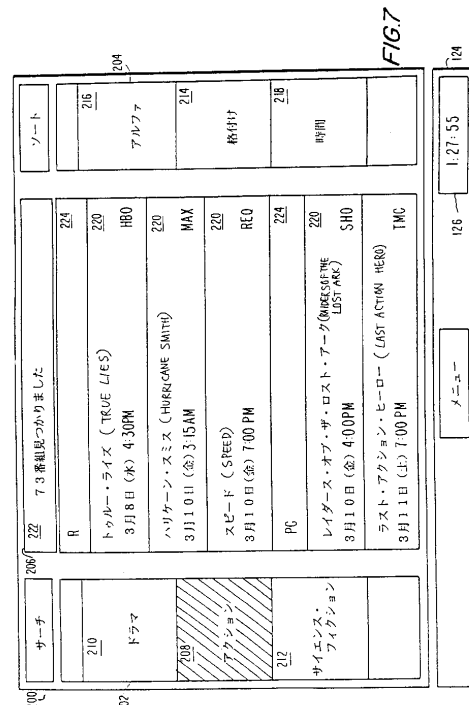 FIG.7
200
サーチ
202
210
ドラマ
208
アクション
212
サイエンス・
フィクション
206
222
73番組見つかりました
R
224
トゥルー・ライズ (TRUE LIES)
220
3月8日(水) 4:30PM
HBO
ハリケーン・スミス (HURRICANE SMITH)
220
3月10日(金) 3:15AM
MAX
スピード (SPEED)
220
3月10日(金) 7:00 PM
REQ
PG
224
レイダース・オブ・ザ・ロスト・アーク(RAIDERS OF THE
LOST ARK)
220
3月10日(金) 4:00PM
SHO
ラスト・アクション・ヒーロー (LAST ACTION HERO)
3月11日(土) 7:00 PM
TMC
ソート
204
216
アルファ
214
格付け
218
時間
メニュー
126
1:27:55
124